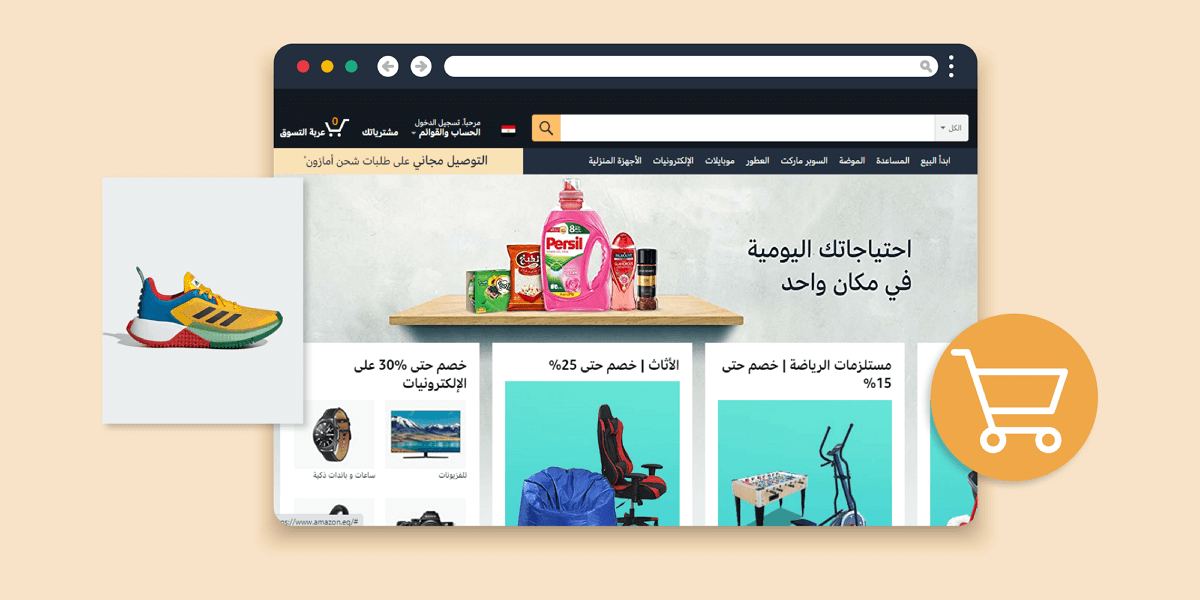 0
عربة التسوق
مشترياتك
مرحباً. تسجيل الدخول
الحساب والقوائم
الكل
التوصيل مجاني على طلبات شحن أمازون*
ابدأ البيع
المساعدة
الموضة
السوبر ماركت
العطور
موبايلات
الإلكترونيات
الأجهزة المنزلية
احتياجاتك اليومية
في مكان واحد
Persil
مستلزمات الرياضة | خصم حتى
15%
الأثاث | خصم حتى 25%
خصم حتى 30% على
الإلكترونيات
تلفزيونات
ساعات و باندات ذكية
ps://www.amazon.eg/#